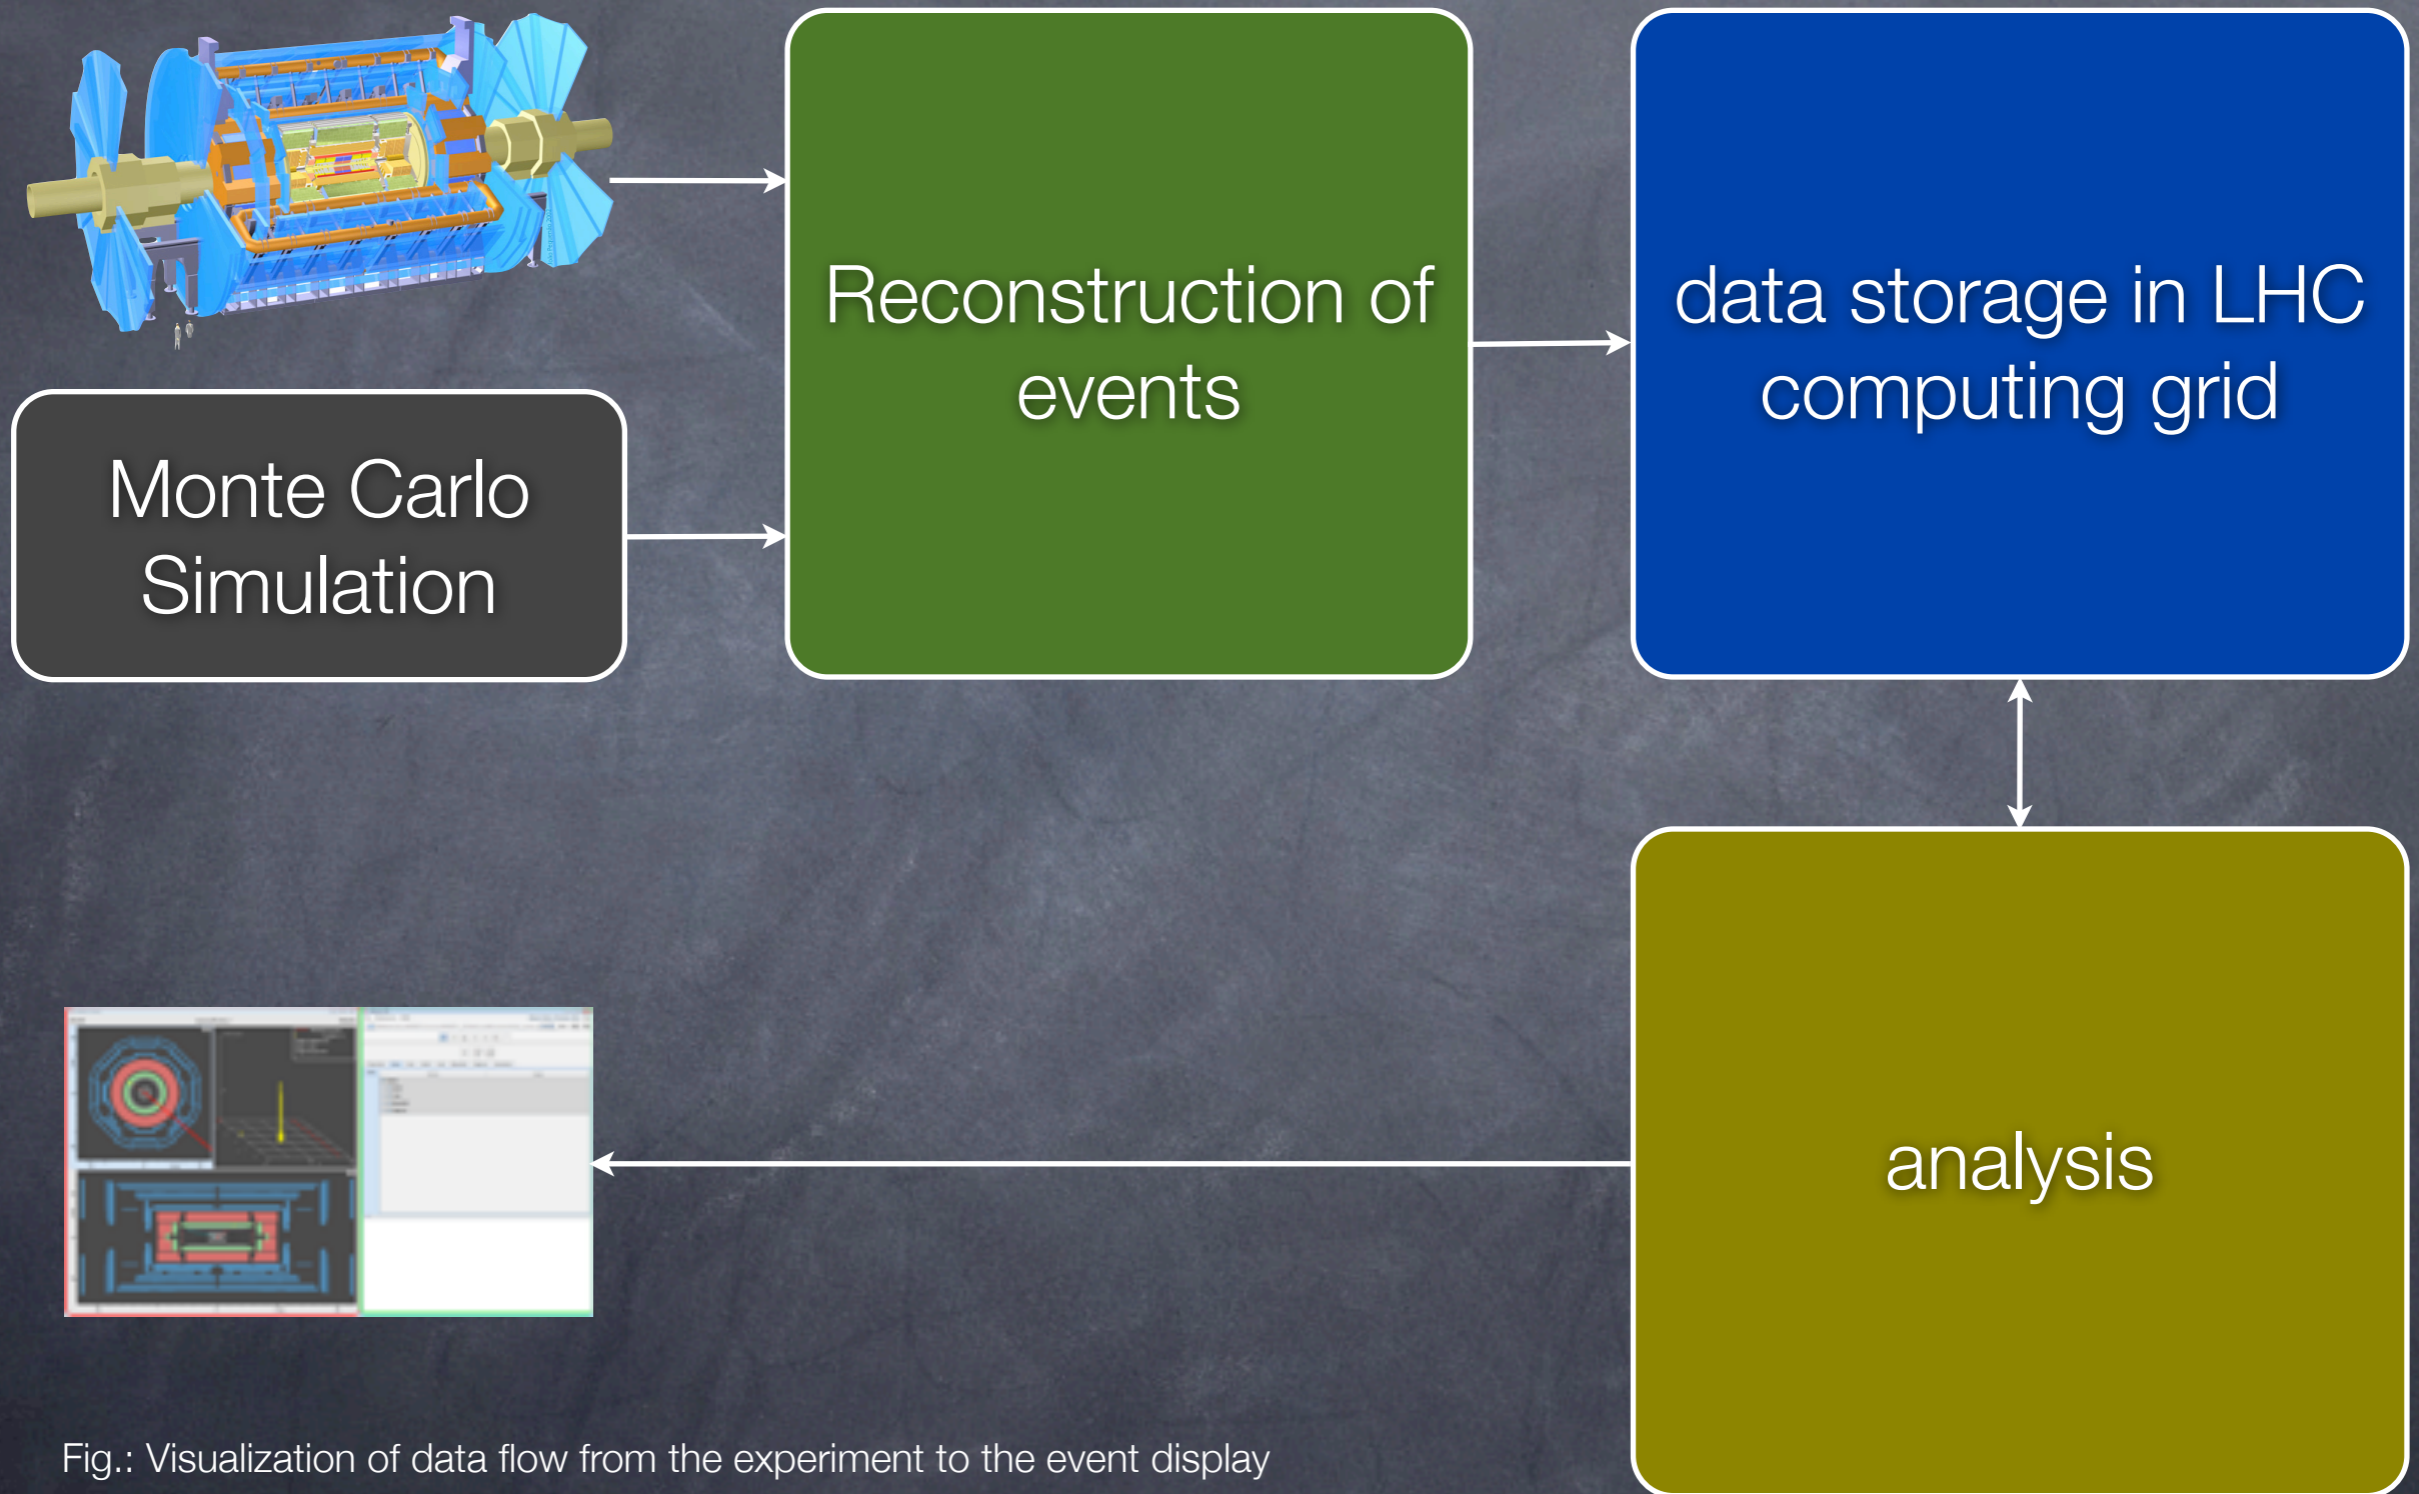 Reconstruction of
events
data storage in LHC
computing grid
Monte Carlo
Simulation
analysis
Fig.: Visualization of data flow from the experiment to the event display